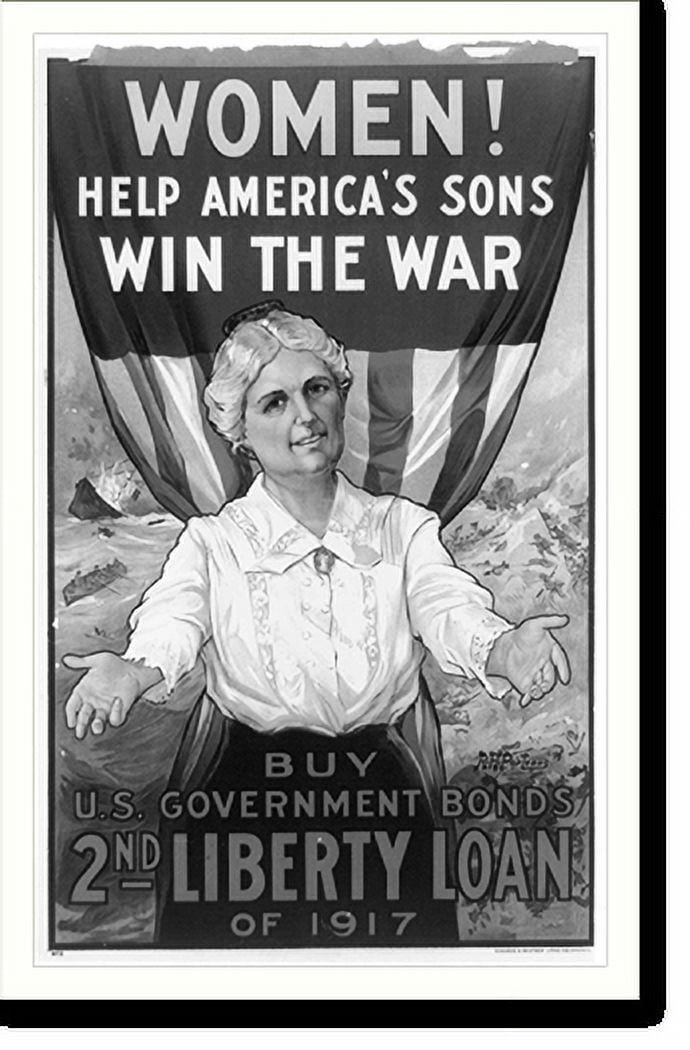 WOMEN!
HELP AMERICA'S SONS
WIN THE WAR
BUY
U.S. GOVERNMENT BONDS
2ND LIBERTY LOAN
OF 1917